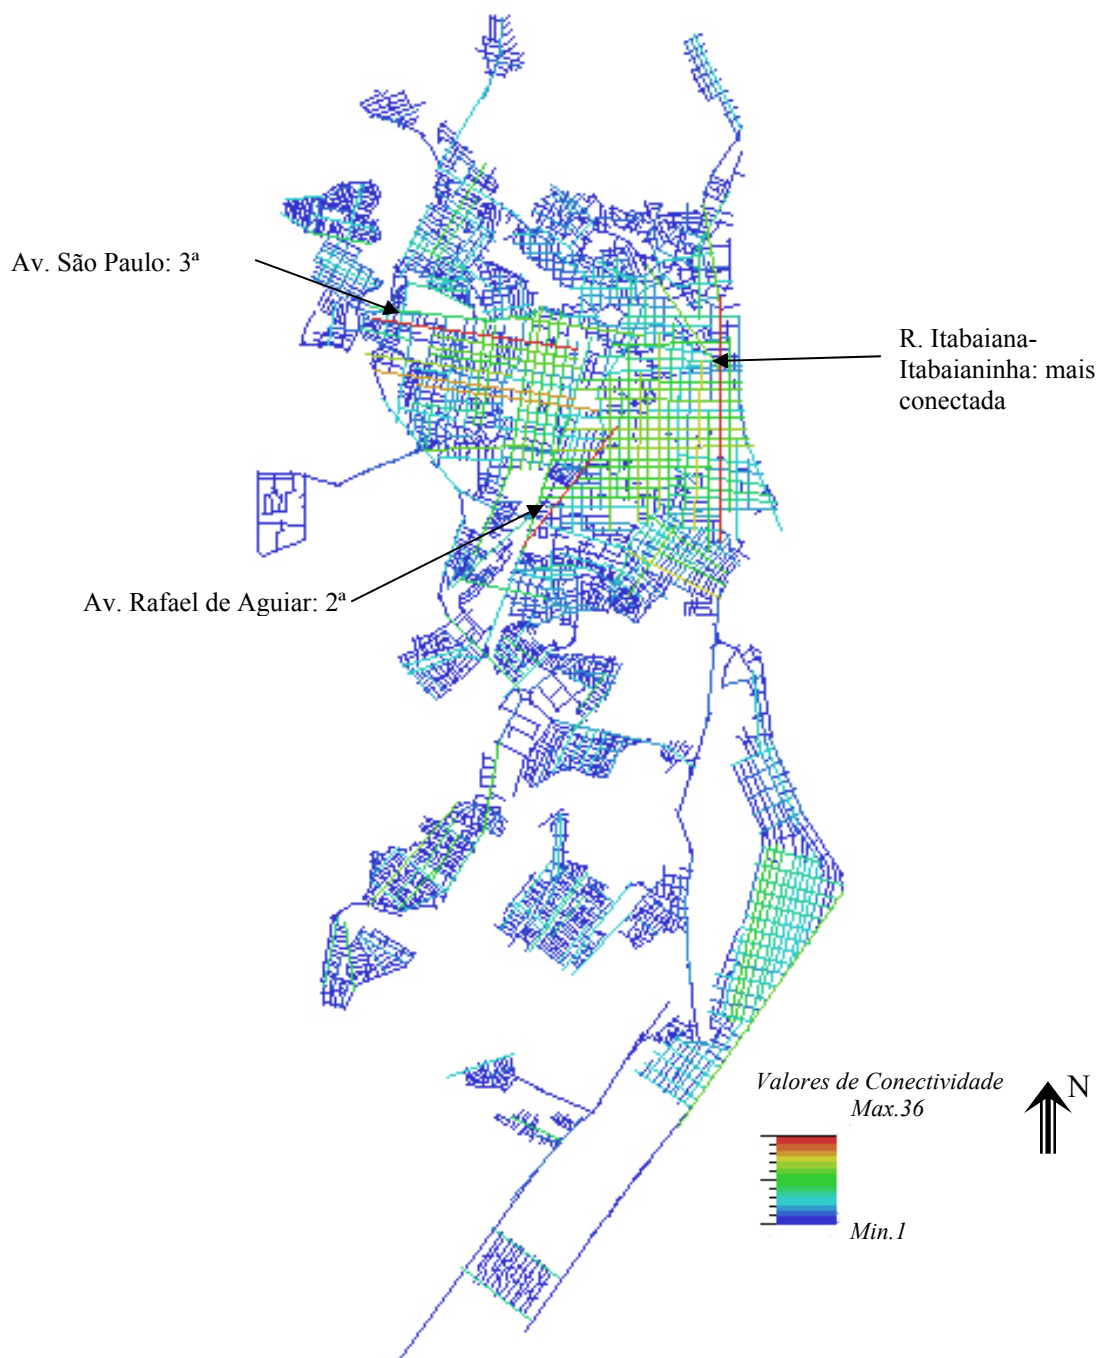 Av. São Paulo: 3ª
R. Itabaiana-
Itabaianinha: mais
conectada
Av. Rafael de Aguiar: 2ª
Valores de Conectividade
Max.36
N
Min.1